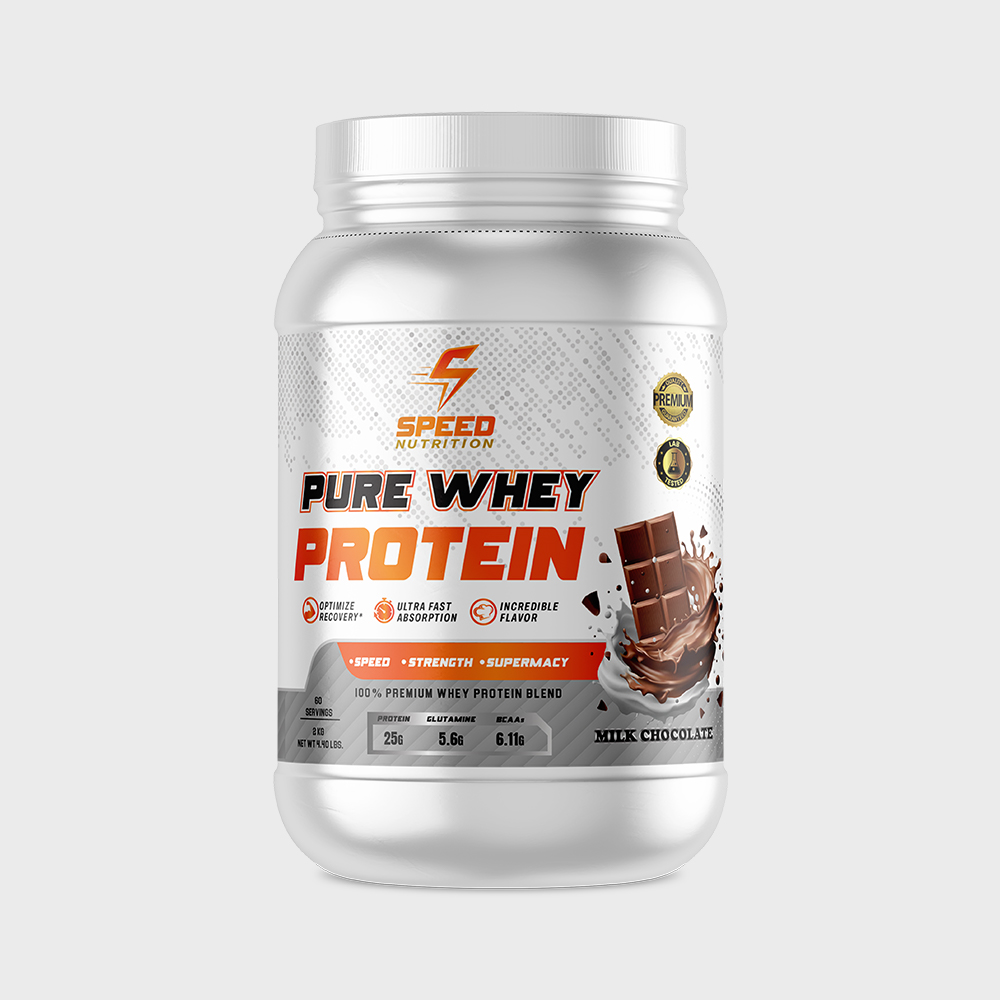 SPEED
NUTRITION
QUALITY
PREMIUM
GUARANTEED
LAB
TESTED
PURE WHEY
PROTEIN
OPTIMIZE
RECOVERY*
ULTRA FAST
ABSORPTION
INCREDIBLE
FLAVOR
•SPEED •STRENGTH •SUPERMACY
100% PREMIUM WHEY PROTEIN BLEND
60
SERVINGS
2 KG
NET WT 4.40 LBS.
PROTEIN GLUTAMINE BCAAs
25G 5.6G 6.11G
MILK CHOCOLATE